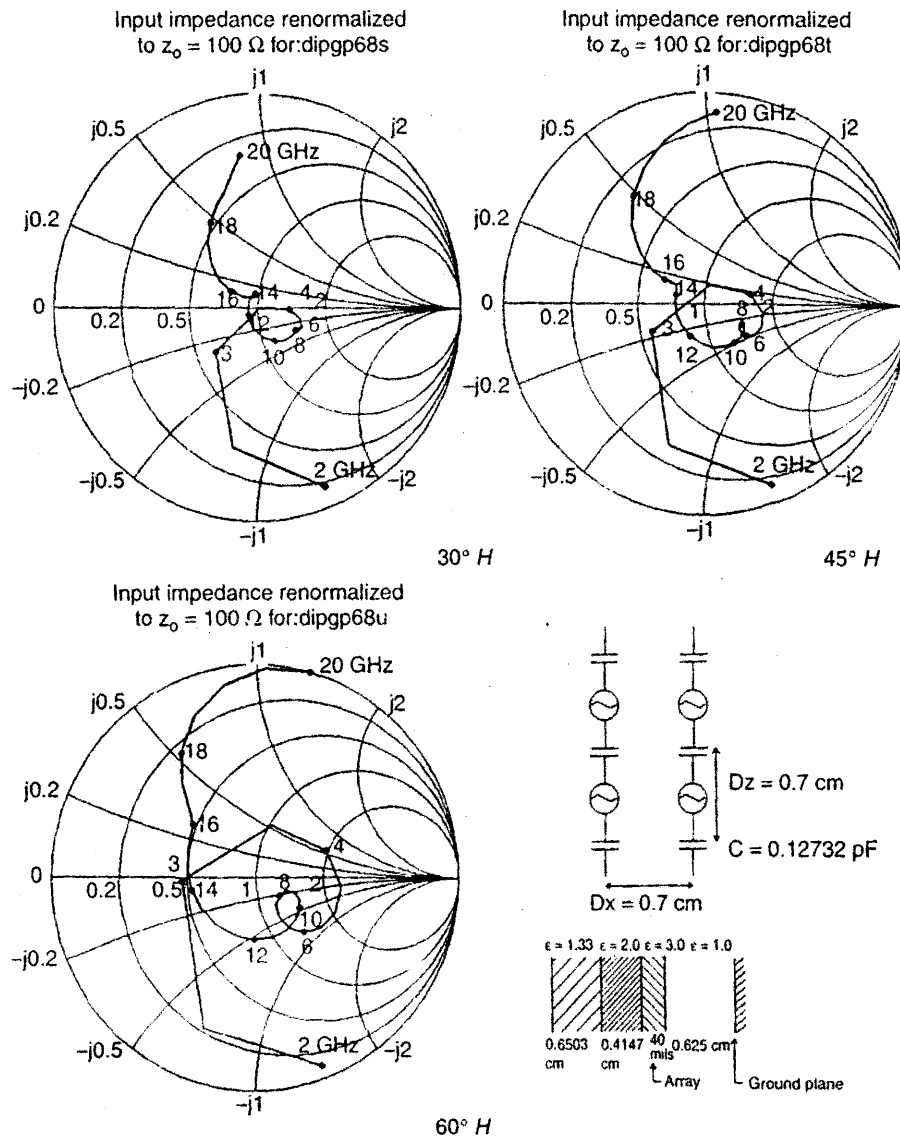 Input impedance renormalized
to zₒ = 100 Ω for:dipgp68s
j1
j0.5
j2
20 GHz
j0.2
18
16
14
4
2
0
0.2
0.5
12
6
3
8
10
−j0.2
2 GHz
−j0.5
−j2
−j1
30° H
Input impedance renormalized
to zₒ = 100 Ω for:dipgp68t
j1
20 GHz
j0.5
j2
j0.2
18
16
14
4
8
0
0.2
0.5
1
2
3
12
10
6
−j0.2
2 GHz
−j0.5
−j2
−j1
45° H
Input impedance renormalized
to zₒ = 100 Ω for:dipgp68u
j1
20 GHz
j0.5
j2
18
j0.2
16
4
3
0
0.2
0.5
14
1
8
2
10
12
6
−j0.2
2 GHz
−j0.5
−j2
−j1
60° H
Dz = 0.7 cm
C = 0.12732 pF
Dx = 0.7 cm
ε = 1.33 ε = 2.0 ε = 3.0 ε = 1.0
0.6503 cm
0.4147 cm
40 mils
0.625 cm
Array
Ground plane